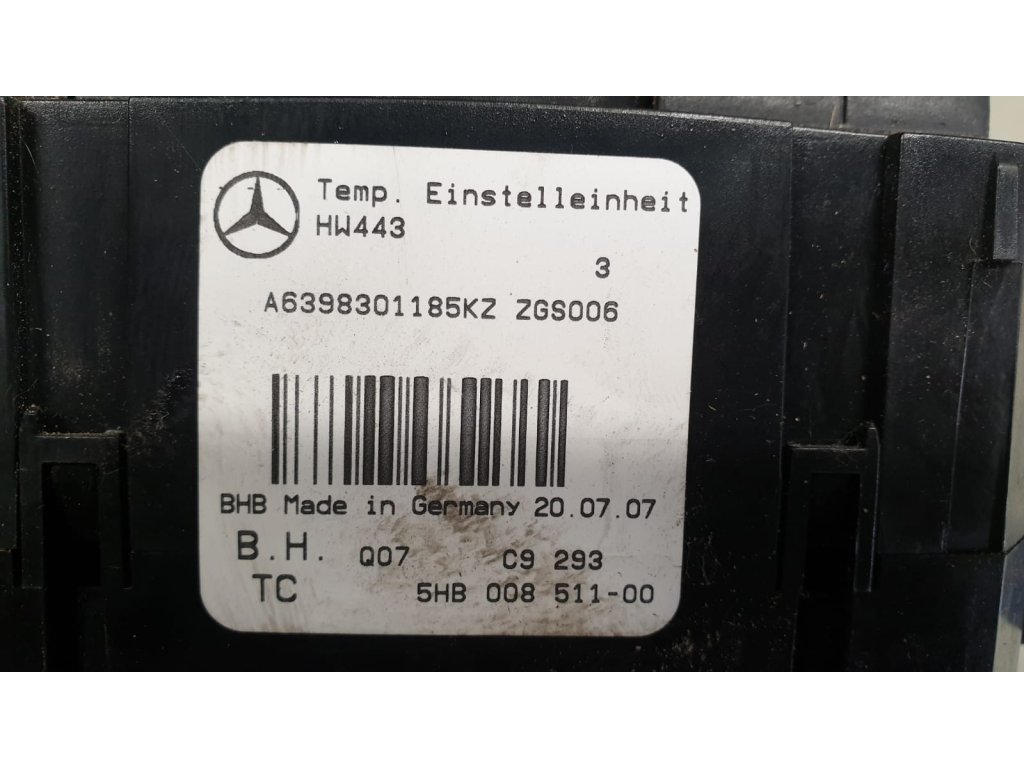 Temp. Einstelleinheit
HW443
3
A6398301185KZ ZGS006
BHB Made in Germany 20.07.07
B.H. Q07 C9 293
TC 5HB 008 511-00